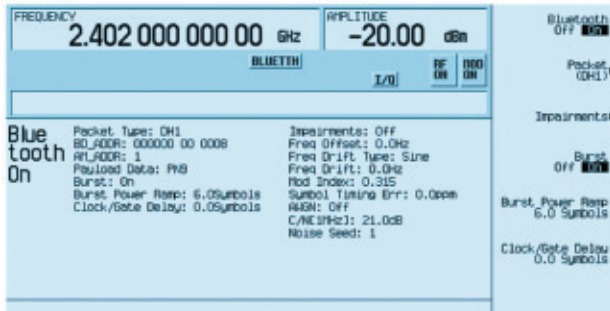 FREQUENCY
2.402 000 000 00 GHz
AMPLITUDE
-20.00 dBm
BLUETTH
I/Q
RF ON
MOD ON
Blue
tooth
On
Packet Type: DH1
BD_ADDR: 000000 00 0008
AM_ADDR: 1
Payload Data: PN9
Burst: On
Burst Power Ramp: 6.0Symbols
Clock/Gate Delay: 0.0Symbols
Impairments: Off
Freq Offset: 0.0Hz
Freq Drift Type: Sine
Freq Drift: 0.0Hz
Mod Index: 0.315
Symbol Timing Err: 0.0ppm
AWGN: Off
C/N[1MHz]: 21.0dB
Noise Seed: 1
Bluetooth
Off On
Packet
(DH1)
Impairments
Burst
Off On
Burst Power Ramp
6.0 Symbols
Clock/Gate Delay
0.0 Symbols